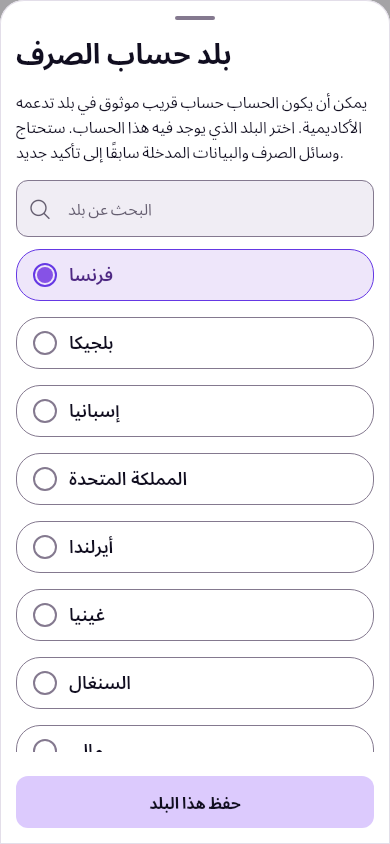 بلد حساب الصرف
يمكن أن يكون الحساب حساب قريب موثوق في بلد تدعمه
الأكاديمية. اختر البلد الذي يوجد فيه هذا الحساب. ستحتاج
وسائل الصرف والبيانات المدخلة سابقًا إلى تأكيد جديد.
البحث عن بلد
فرنسا
بلجيكا
إسبانيا
المملكة المتحدة
أيرلندا
غينيا
السنغال
حفظ هذا البلد